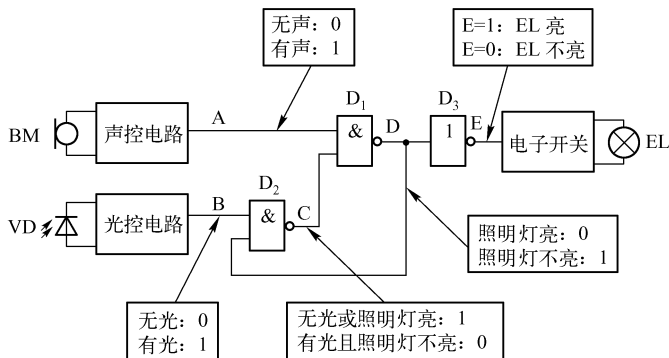 无声：0
有声：1
E=1：EL 亮
E=0：EL 不亮
BM
声控电路
A
D1
&
D
D3
1
E
电子开关
EL
VD
光控电路
B
D2
&
C
照明灯亮：0
照明灯不亮：1
无光：0
有光：1
无光或照明灯亮：1
有光且照明灯不亮：0